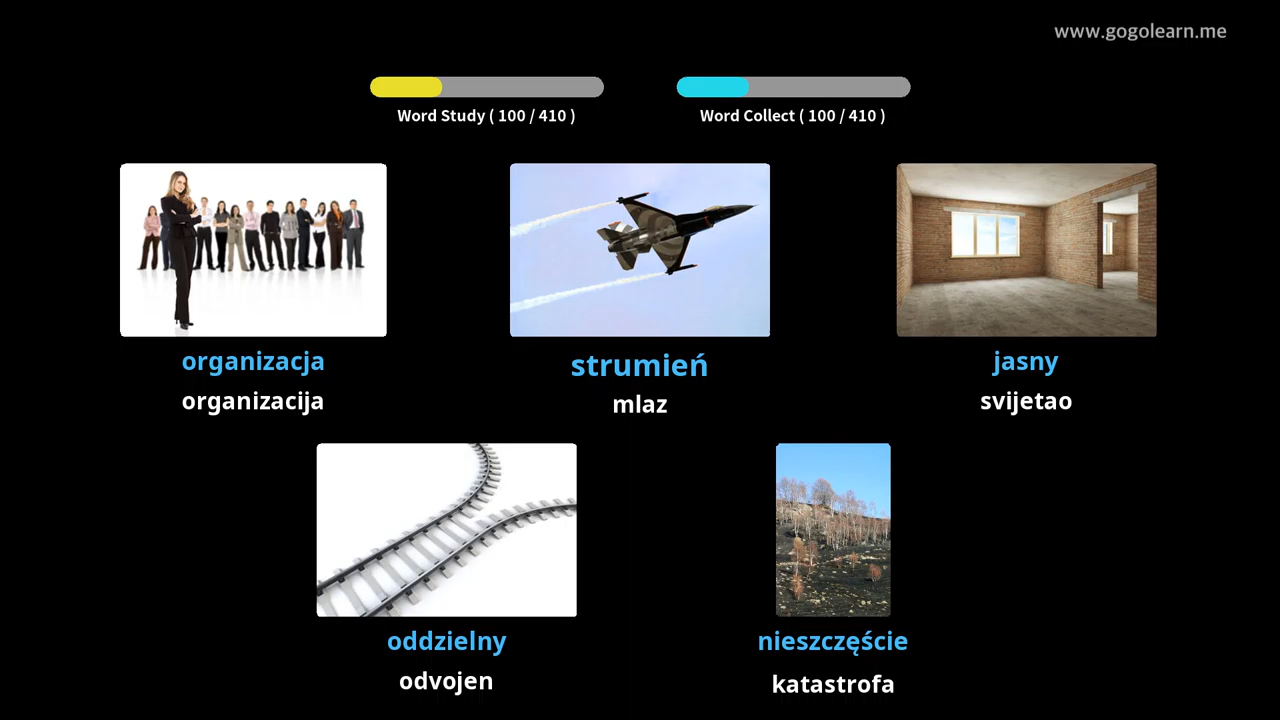 www.gogolearn.me
Word Study ( 100 / 410 )
Word Collect ( 100 / 410 )
organizacja
organizacija
strumień
mlaz
jasny
svijetao
oddzielny
odvojen
nieszczęście
katastrofa